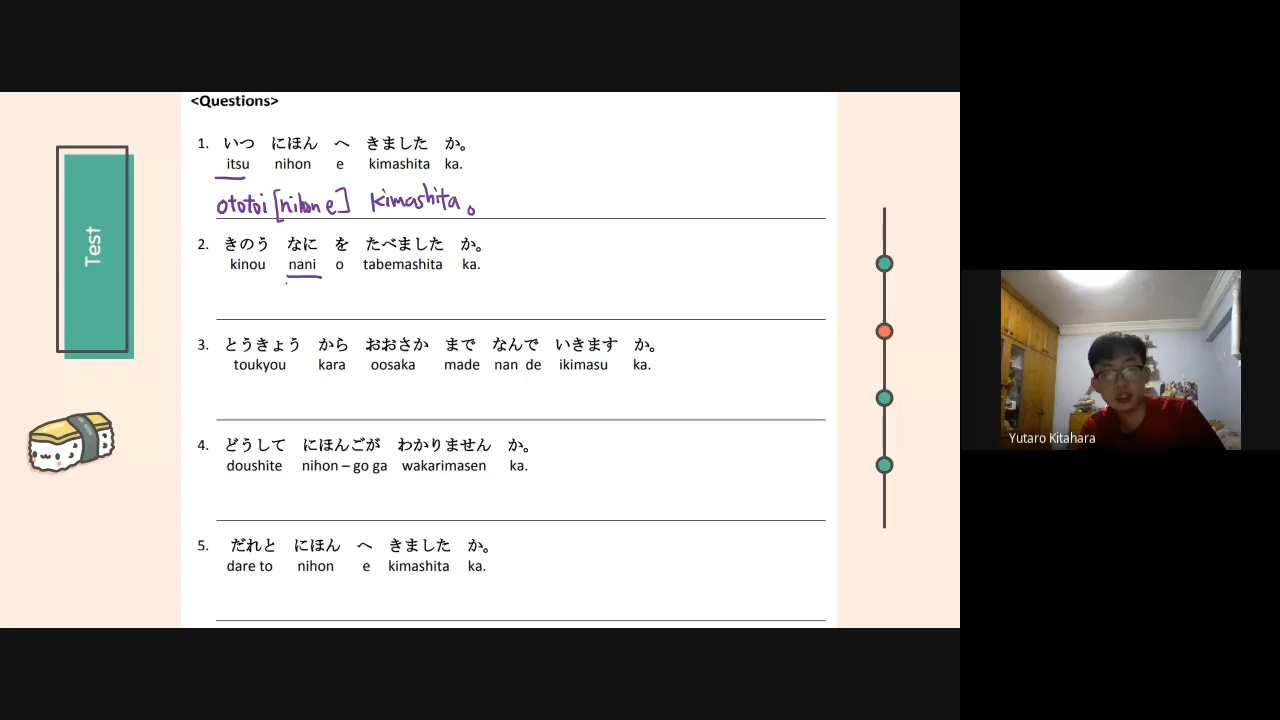 <Questions>
Test
1. いつ にほん へ きました か。
itsu nihon e kimashita ka.
ototoi [nihon e] kimashita。
2. きのう なに を たべました か。
kinou nani o tabemashita ka.
3. とうきょう から おおさか まで なんで いきます か。
toukyou kara oosaka made nan de ikimasu ka.
4. どうして にほんごが わかりません か。
doushite nihon – go ga wakarimasen ka.
5. だれと にほん へ きました か。
dare to nihon e kimashita ka.
Yutaro Kitahara